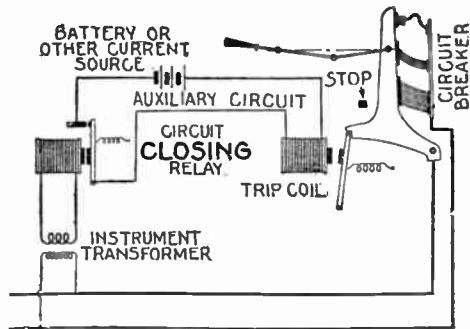 BATTERY OR
OTHER CURRENT
SOURCE
AUXILIARY CIRCUIT
STOP
CIRCUIT
BREAKER
CIRCUIT
CLOSING
RELAY
TRIP COIL
INSTRUMENT
TRANSFORMER